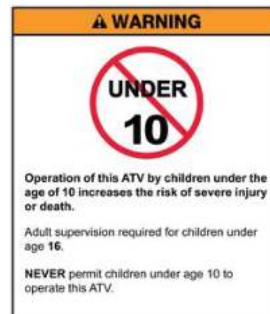 WARNING
UNDER
10
Operation of this ATV by children under the
age of 10 increases the risk of severe injury
or death.
Adult supervision required for children under
age 16.
NEVER permit children under age 10 to
operate this ATV.